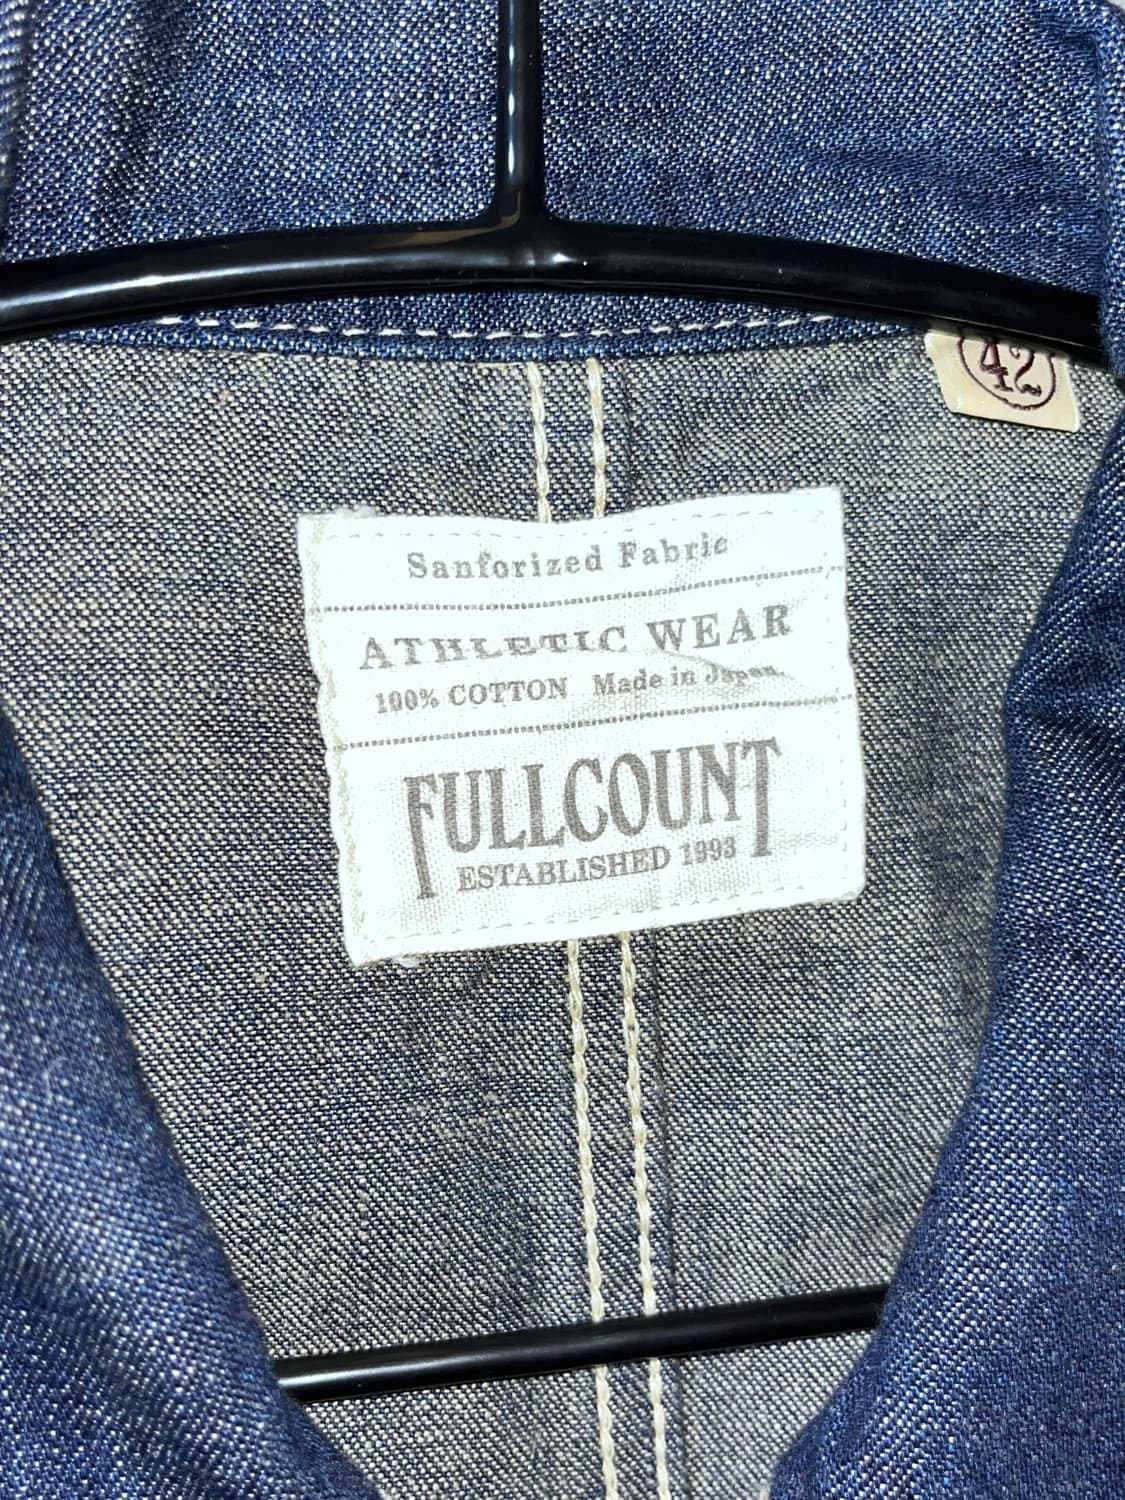 42
Sanforized Fabric
ATHLETIC WEAR
100% COTTON Made in Japan.
FULLCOUNT
ESTABLISHED 1993